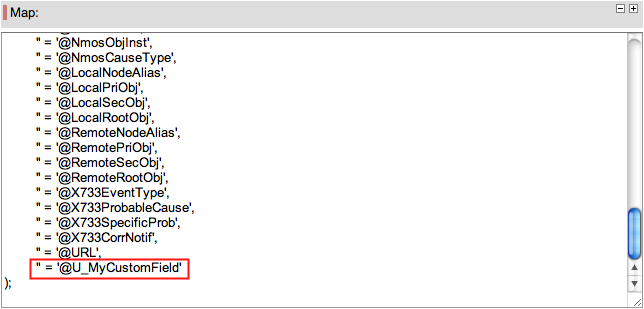 Map:
'' = '@NmosObjInst',
'' = '@NmosCauseType',
'' = '@LocalNodeAlias',
'' = '@LocalPriObj',
'' = '@LocalSecObj',
'' = '@LocalRootObj',
'' = '@RemoteNodeAlias',
'' = '@RemotePriObj',
'' = '@RemoteSecObj',
'' = '@RemoteRootObj',
'' = '@X733EventType',
'' = '@X733ProbableCause',
'' = '@X733SpecificProb',
'' = '@X733CorrNotif',
'' = '@URL',
'' = '@U_MyCustomField'
);